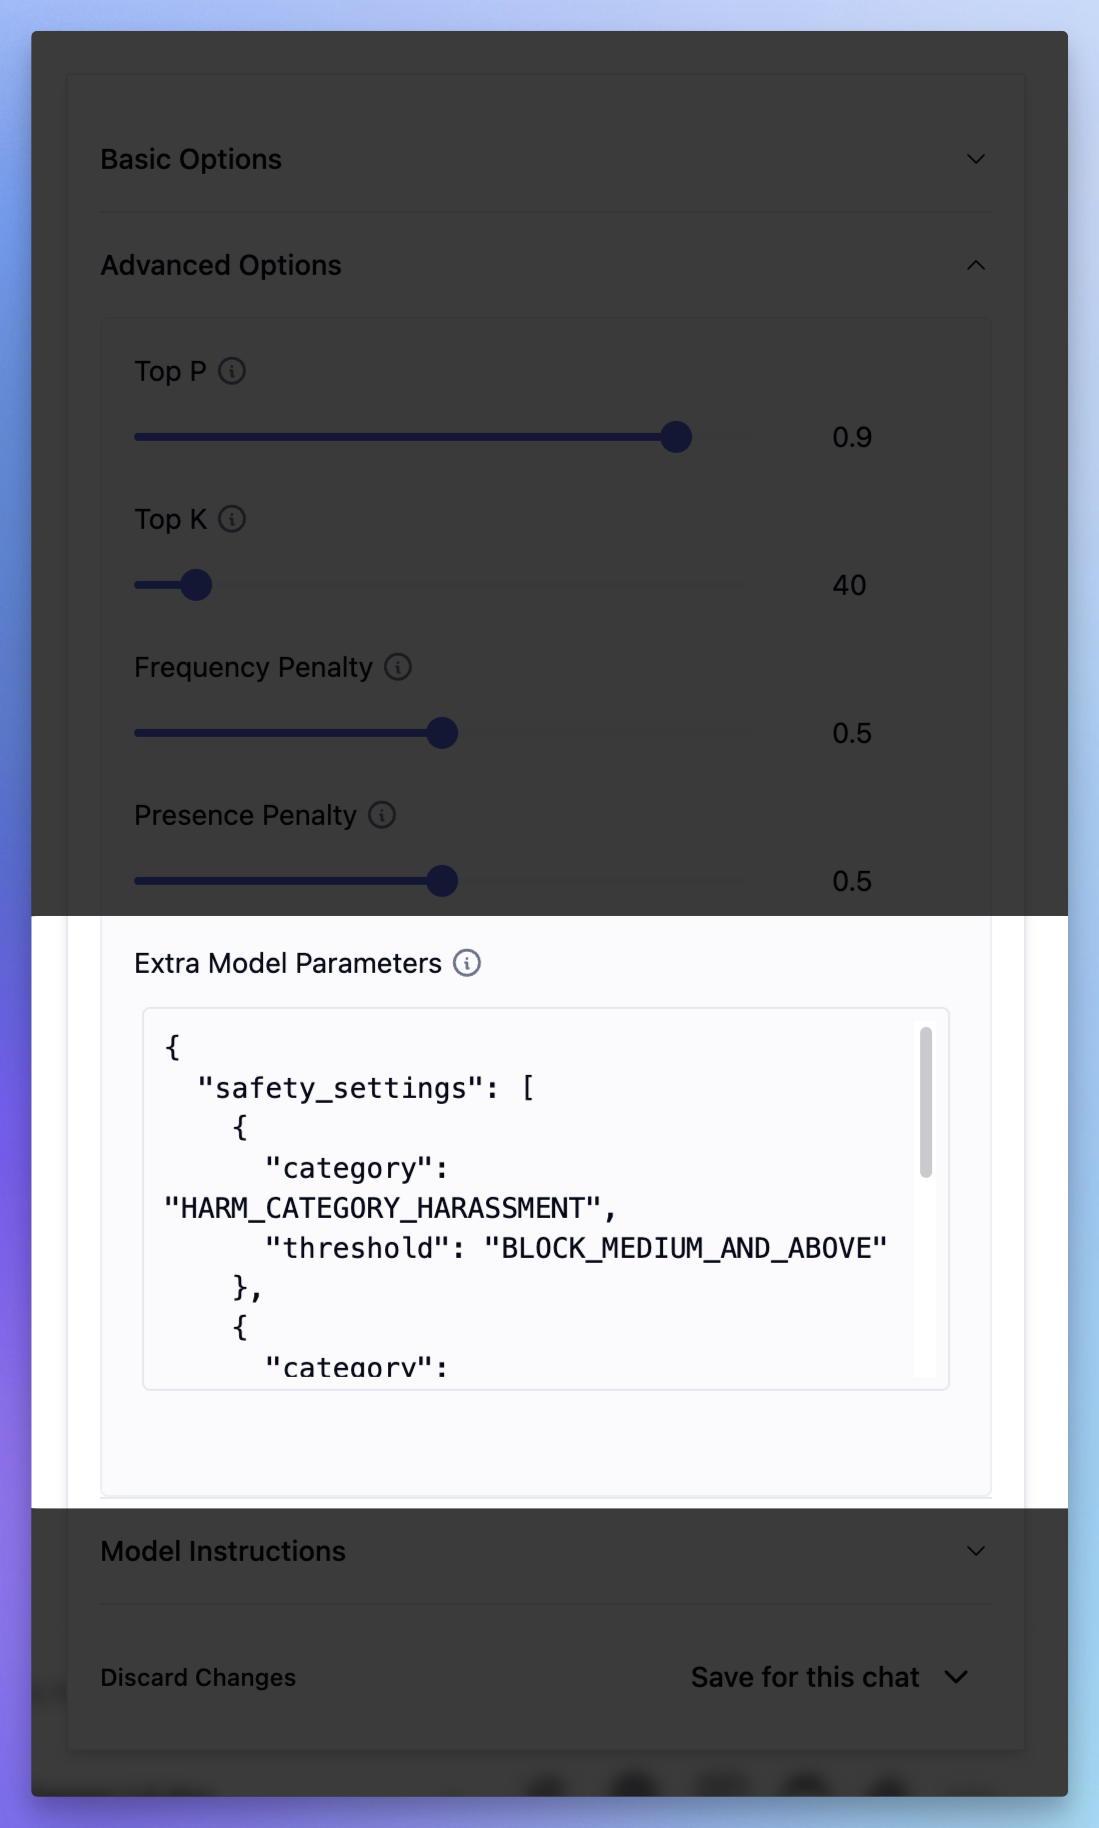 Basic Options
Advanced Options
Top P
0.9
Top K
40
Frequency Penalty
0.5
Presence Penalty
0.5
Extra Model Parameters
{
  "safety_settings": [
    {
      "category":
"HARM_CATEGORY_HARASSMENT",
      "threshold": "BLOCK_MEDIUM_AND_ABOVE"
    },
    {
      "category":
Model Instructions
Discard Changes
Save for this chat